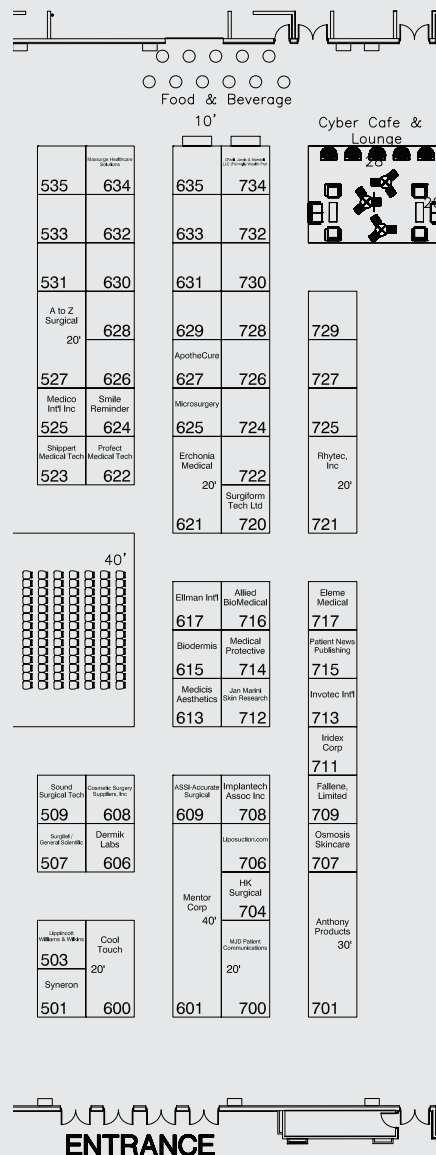 Food & Beverage
10'
Cyber Cafe &
Lounge
28'
535
Massurge Healthcare
Solutions
634
635
734
533
632
633
732
531
630
631
730
A to Z
Surgical
20'
527
628
629
728
729
626
ApotheCure
627
726
727
Medico
Int'l Inc
525
Smile
Reminder
624
Microsurgery
625
724
725
Shippert
Medical Tech
523
Profect
Medical Tech
622
Erchonia
Medical
20'
621
722
Surgiform
Tech Ltd
720
Rhytec,
Inc
20'
721
40'
Ellman Int'l
617
Allied
BioMedical
716
Eleme
Medical
717
Biodermis
615
Medical
Protective
714
Patient News
Publishing
715
Medicis
Aesthetics
613
Jan Marini
Skin Research
712
Invotec Int'l
713
Iridex
Corp
711
Sound
Surgical Tech
509
Cosmetic Surgery
Suppliers, Inc
608
ASSI-Accurate
Surgical
609
Implantech
Assoc Inc
708
Fallene,
Limited
709
Surgitel/
General Scientific
507
Dermik
Labs
606
Liposuction.com
706
Osmosis
Skincare
707
Mentor
Corp
40'
601
HK
Surgical
704
Anthony
Products
30'
701
Lippincott
Williams & Wilkins
503
Cool
Touch
20'
600
MJD Patient
Communications
20'
700
Syneron
501
ENTRANCE